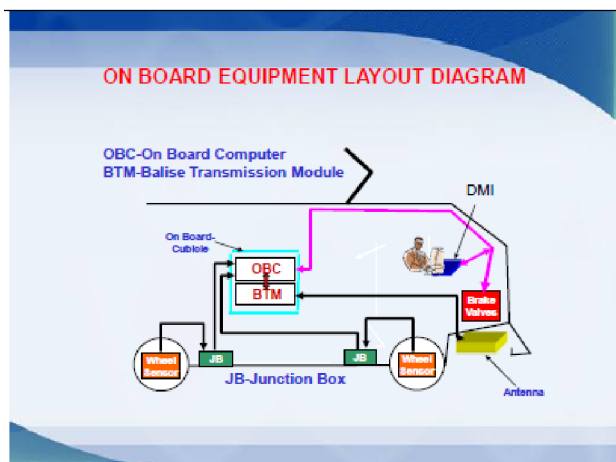 ON BOARD EQUIPMENT LAYOUT DIAGRAM
OBC-On Board Computer
BTM-Balise Transmission Module
DMI
On Board-
Cubicle
OBC
BTM
Brake
Valves
Wheel
Sensor
JB
JB
Wheel
Sensor
JB-Junction Box
Antenna